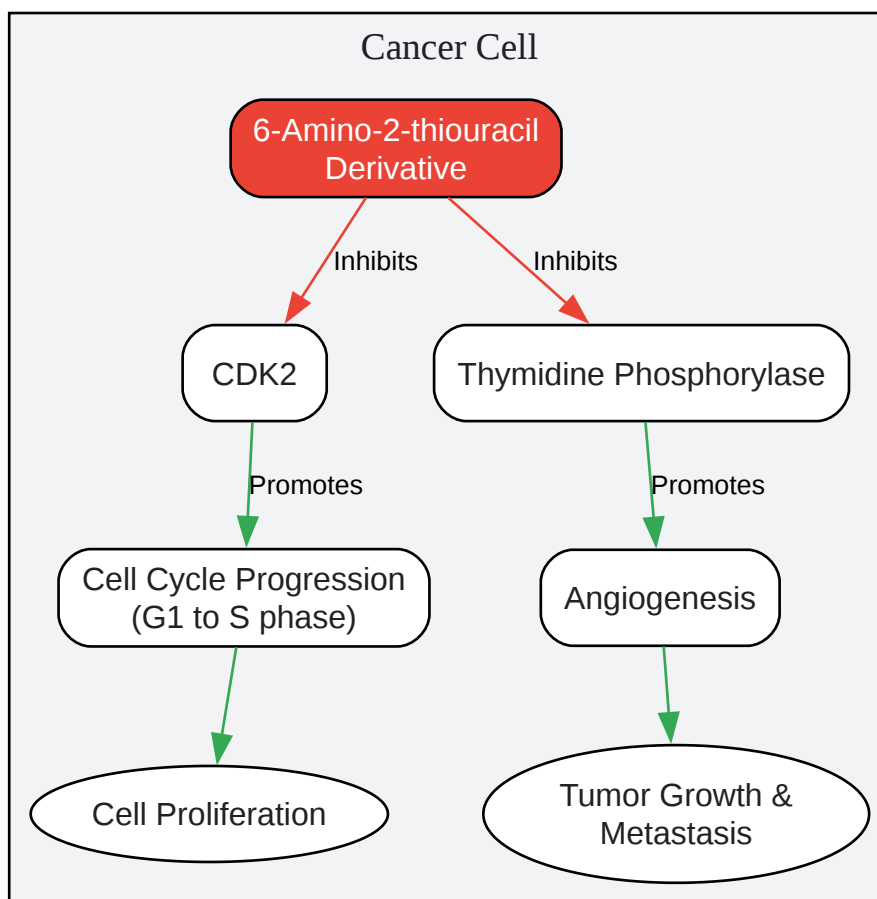 Cancer Cell
6-Amino-2-thiouracil
Derivative
Inhibits
Inhibits
CDK2
Thymidine Phosphorylase
Promotes
Promotes
Cell Cycle Progression
(G1 to S phase)
Angiogenesis
Cell Proliferation
Tumor Growth &
Metastasis